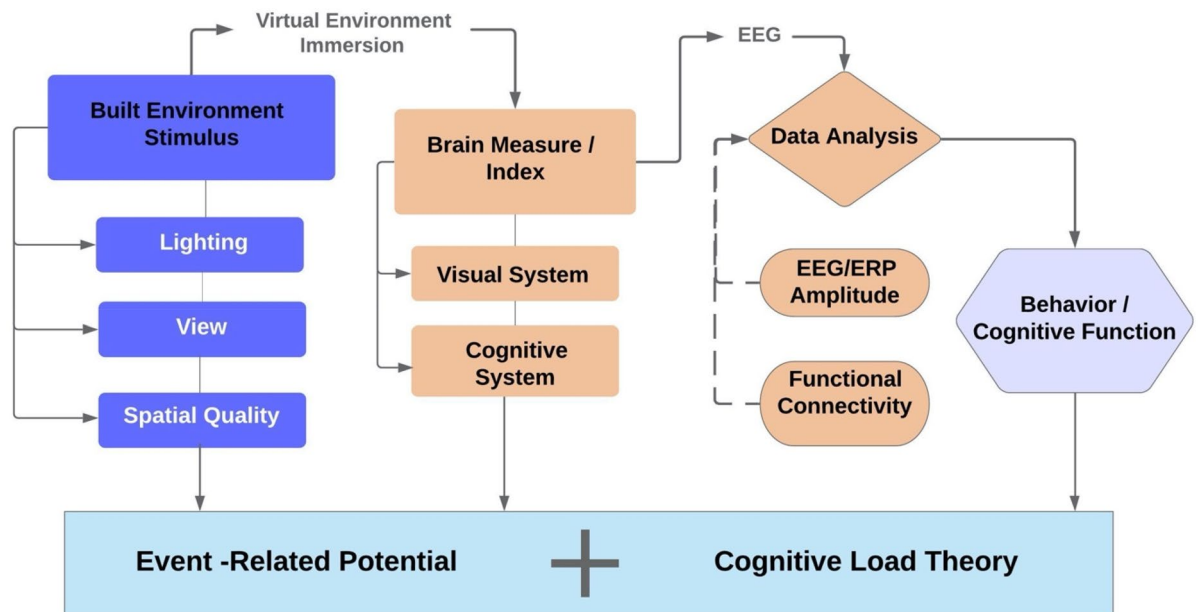 Virtual Environment
Immersion
EEG
Built Environment
Stimulus
Lighting
View
Spatial Quality
Brain Measure /
Index
Visual System
Cognitive
System
Data Analysis
EEG/ERP
Amplitude
Functional
Connectivity
Behavior /
Cognitive Function
Event -Related Potential
Cognitive Load Theory